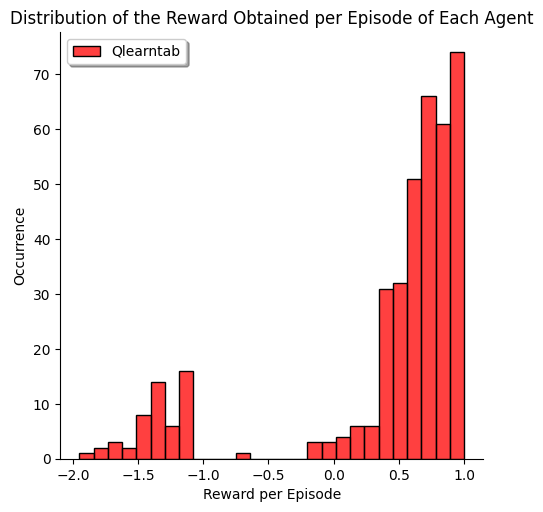 Distribution of the Reward Obtained per Episode of Each Agent
Qlearntab
70
60
50
40
30
20
10
0
Occurrence
−2.0 −1.5 −1.0 −0.5 0.0 0.5 1.0
Reward per Episode